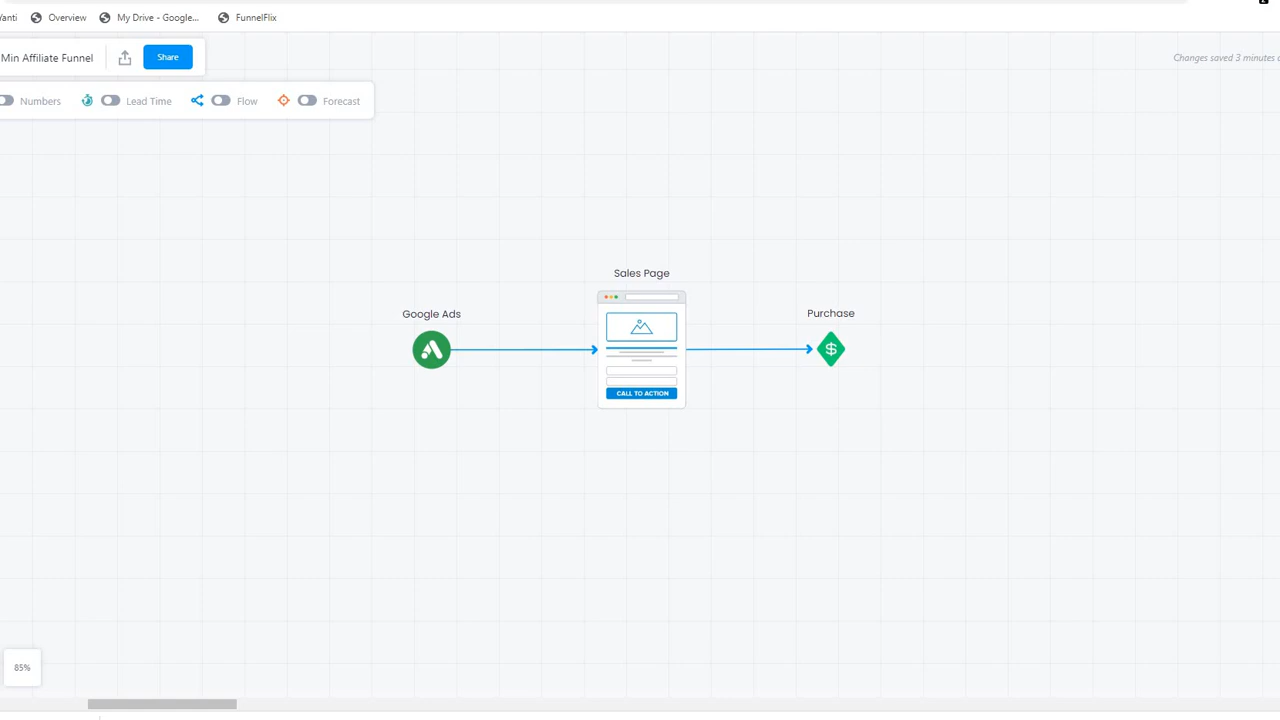 Yanti Overview My Drive - Google... FunnelFlix
Min Affiliate Funnel Share Changes saved 3 minutes
Numbers Lead Time Flow Forecast
Sales Page
Google Ads
Purchase
$
CALL TO ACTION
85%